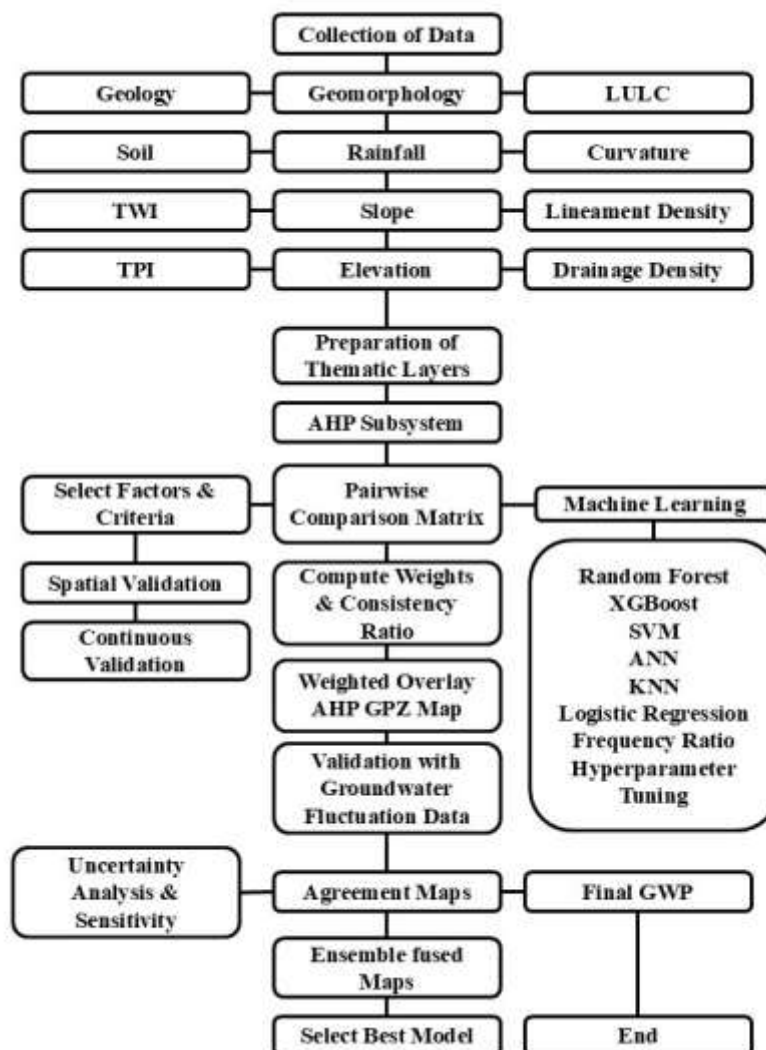 Collection of Data
Geology
Geomorphology
LULC
Soil
Rainfall
Curvature
TWI
Slope
Lineament Density
TPI
Elevation
Drainage Density
Preparation of
Thematic Layers
AHP Subsystem
Select Factors &
Criteria
Pairwise
Comparison Matrix
Machine Learning
Spatial Validation
Continuous
Validation
Compute Weights
& Consistency
Ratio
Weighted Overlay
AHP GPZ Map
Validation with
Groundwater
Fluctuation Data
Random Forest
XGBoost
SVM
ANN
KNN
Logistic Regression
Frequency Ratio
Hyperparameter
Tuning
Uncertainty
Analysis &
Sensitivity
Agreement Maps
Final GWP
Ensemble fused
Maps
Select Best Model
End